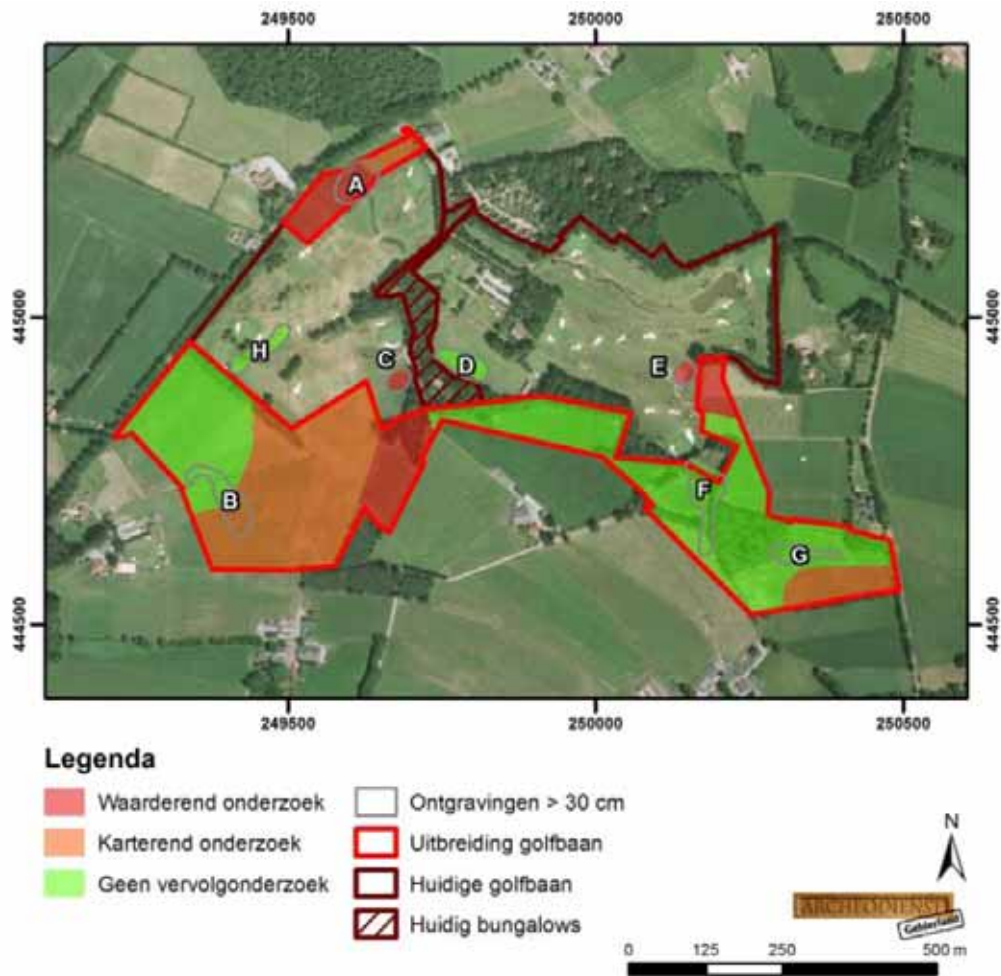 249500 250000 250500
A
445000 445000
H C D E
B F
G
444500 444500
249500 250000 250500
Legenda
Waarderend onderzoek
Karterend onderzoek
Geen vervolgonderzoek
Ontgravingen > 30 cm
Uitbreiding golfbaan
Huidige golfbaan
Huidig bungalows
N
ARCHEODIENST
Gelderland
0 125 250 500 m